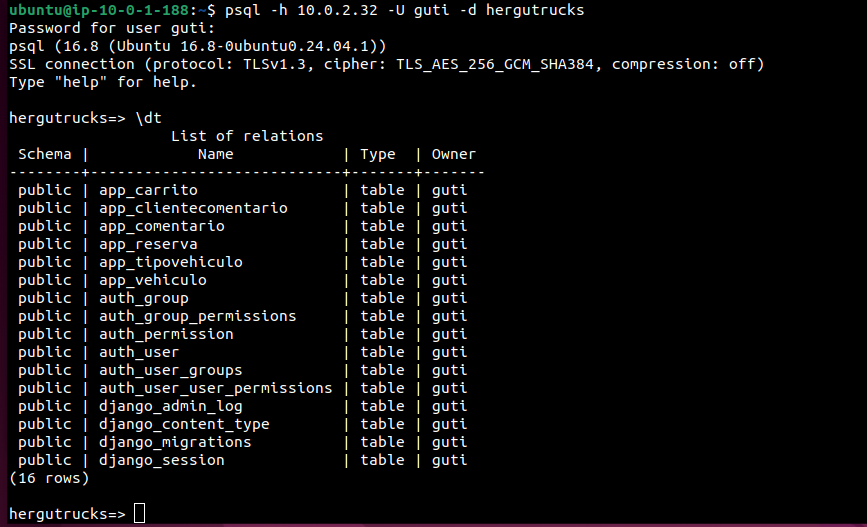 ubuntu@ip-10-0-1-188:~$ psql -h 10.0.2.32 -U guti -d hergutrucks
Password for user guti:
psql (16.8 (Ubuntu 16.8-0ubuntu0.24.04.1))
SSL connection (protocol: TLSv1.3, cipher: TLS_AES_256_GCM_SHA384, compression: off)
Type "help" for help.

hergutrucks=> \dt
                  List of relations
 Schema |            Name            | Type  | Owner
--------+----------------------------+-------+-------
 public | app_carrito                | table | guti
 public | app_clientecomentario      | table | guti
 public | app_comentario             | table | guti
 public | app_reserva                | table | guti
 public | app_tipovehiculo           | table | guti
 public | app_vehiculo               | table | guti
 public | auth_group                 | table | guti
 public | auth_group_permissions     | table | guti
 public | auth_permission            | table | guti
 public | auth_user                  | table | guti
 public | auth_user_groups           | table | guti
 public | auth_user_user_permissions | table | guti
 public | django_admin_log           | table | guti
 public | django_content_type        | table | guti
 public | django_migrations          | table | guti
 public | django_session             | table | guti
(16 rows)

hergutrucks=>